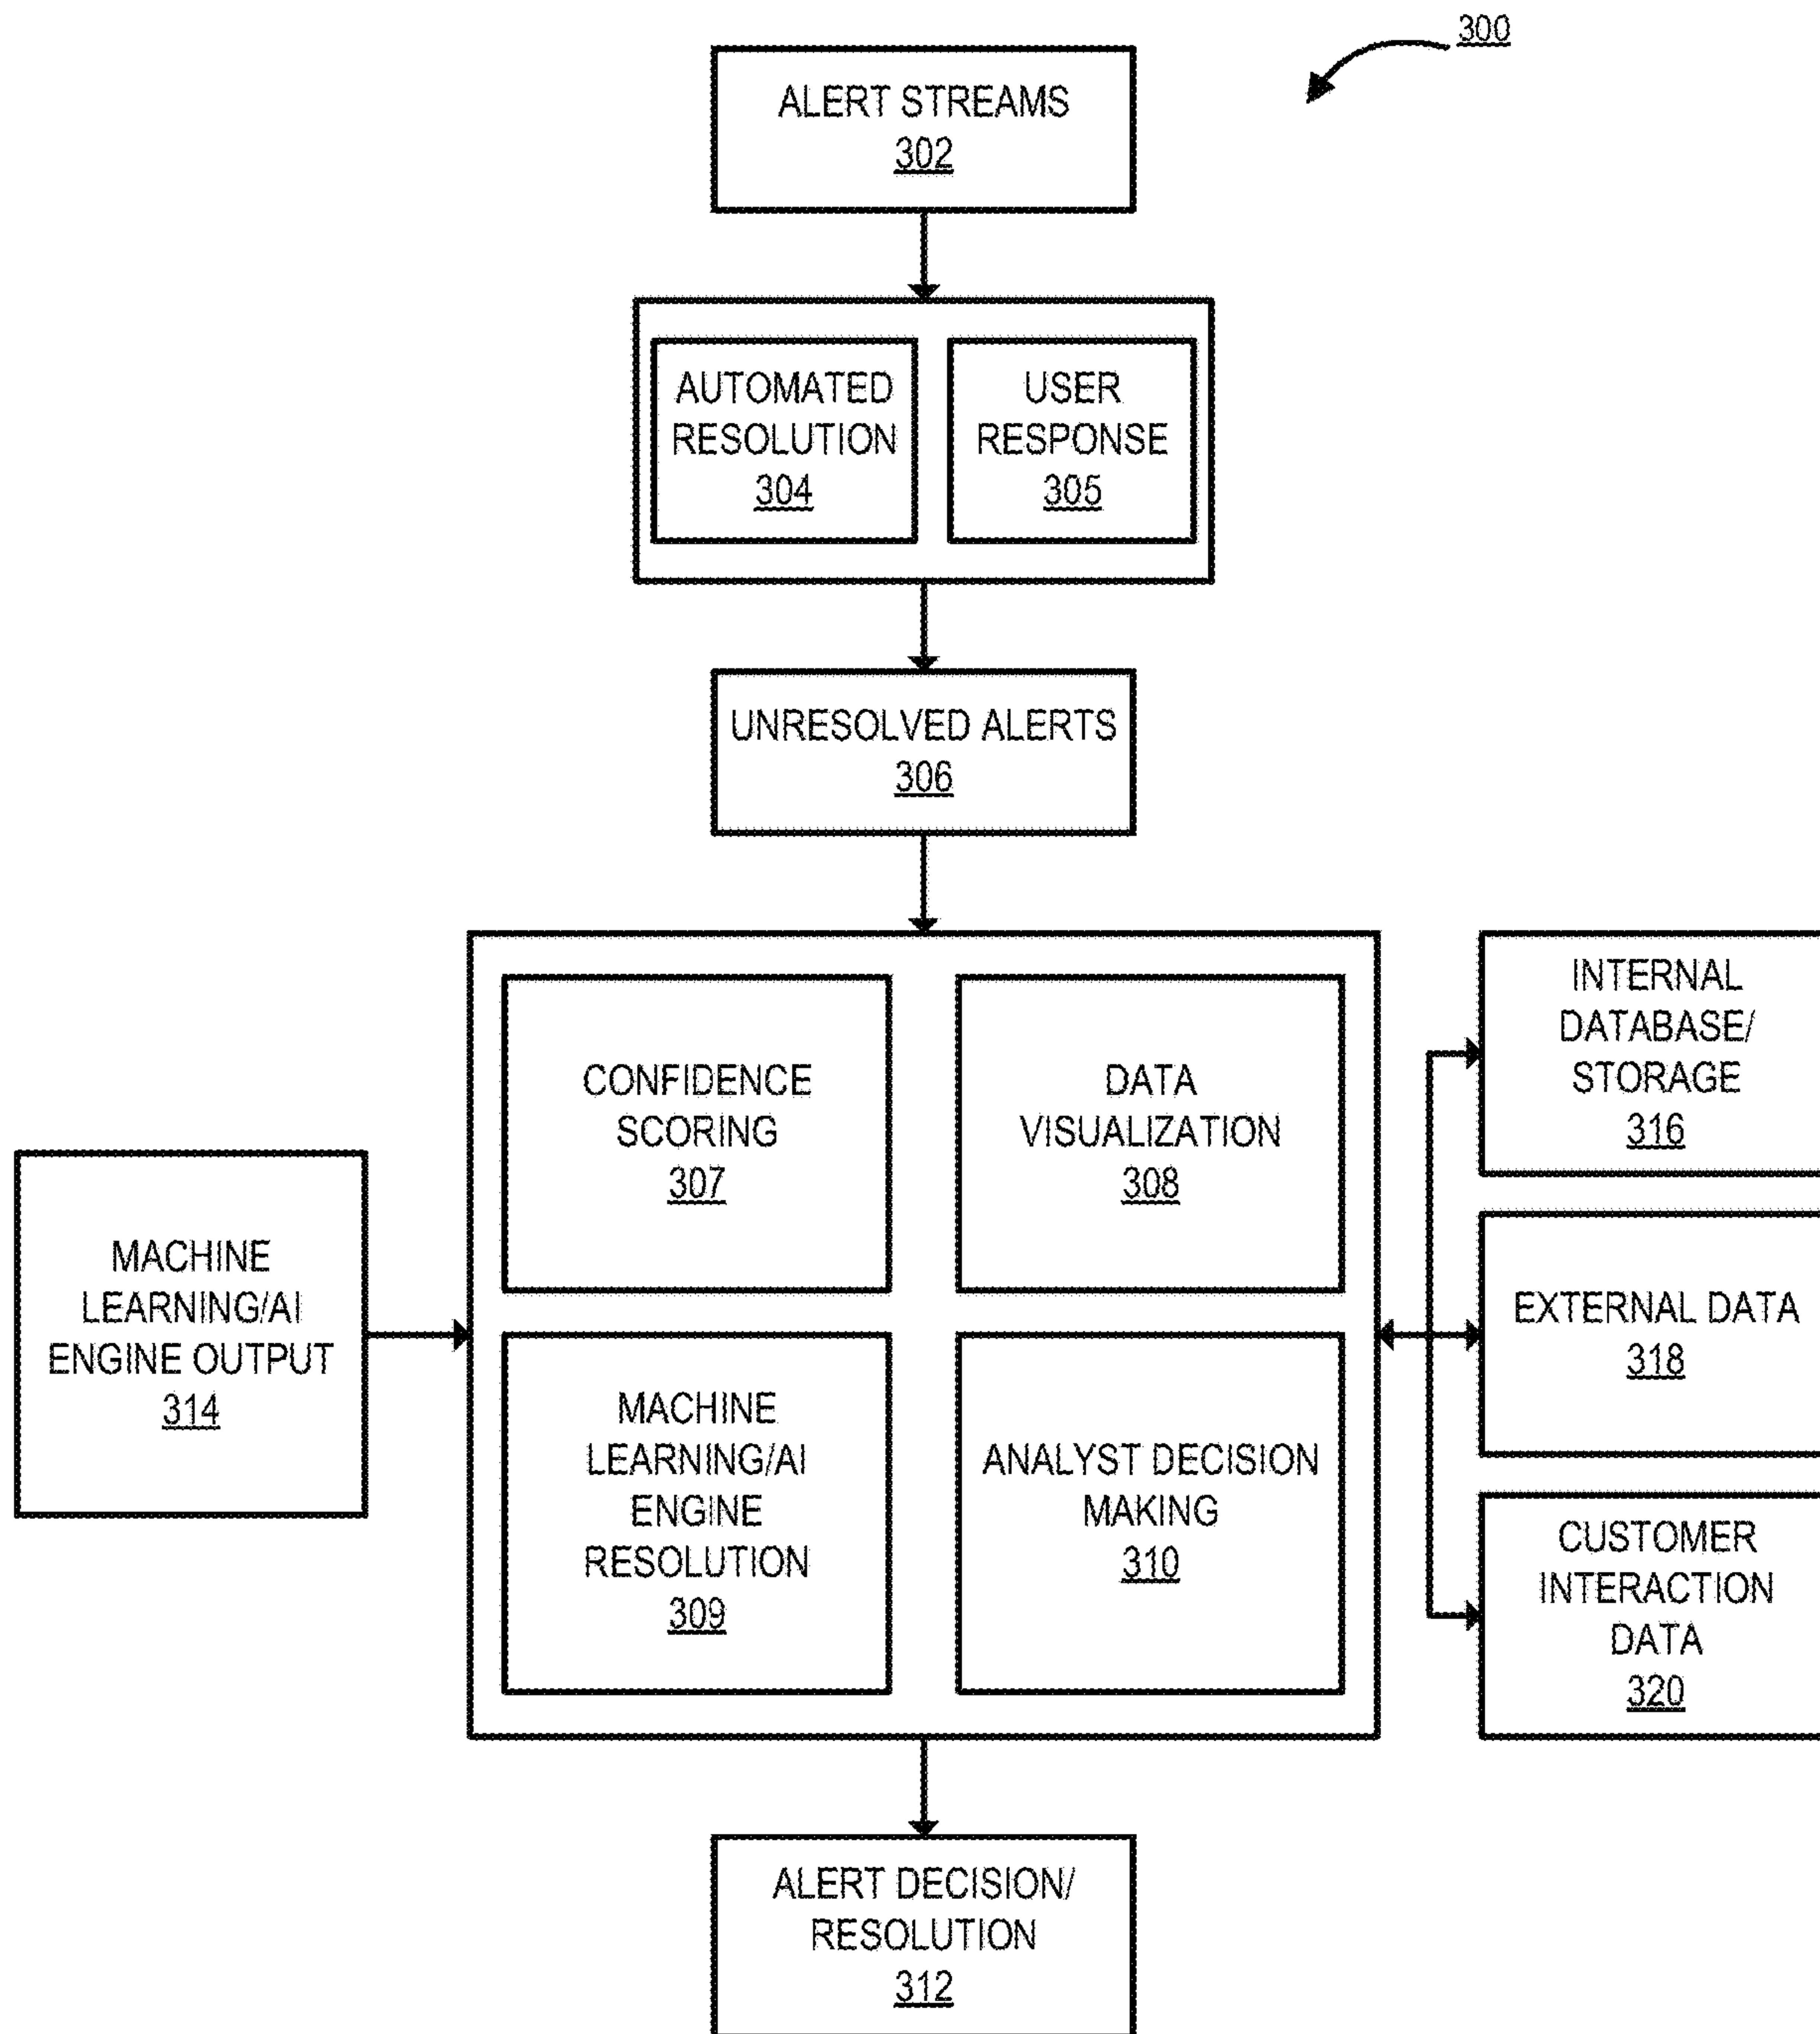 300
ALERT STREAMS
302
AUTOMATED
RESOLUTION
304
USER
RESPONSE
305
UNRESOLVED ALERTS
306
CONFIDENCE
SCORING
307
DATA
VISUALIZATION
308
MACHINE
LEARNING/AI
ENGINE OUTPUT
314
MACHINE
LEARNING/AI
ENGINE
RESOLUTION
309
ANALYST DECISION
MAKING
310
INTERNAL
DATABASE/
STORAGE
316
EXTERNAL DATA
318
CUSTOMER
INTERACTION
DATA
320
ALERT DECISION/
RESOLUTION
312